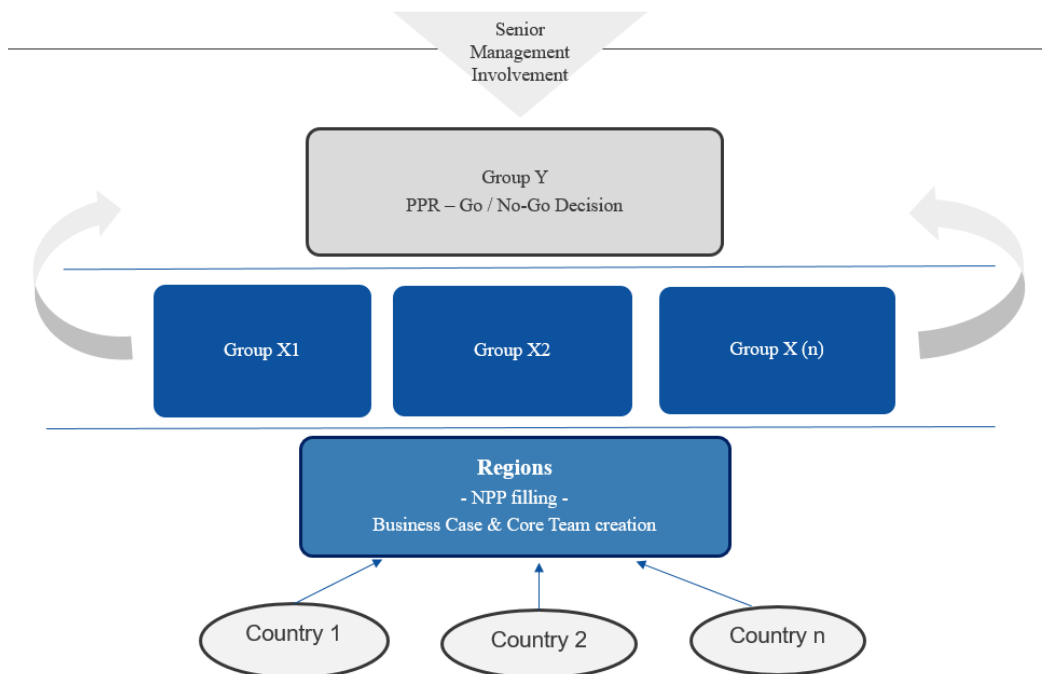 Senior
Management
Involvement
Group Y
PPR – Go / No-Go Decision
Group X1
Group X2
Group X (n)
Regions
- NPP filling -
Business Case & Core Team creation
Country 1
Country 2
Country n